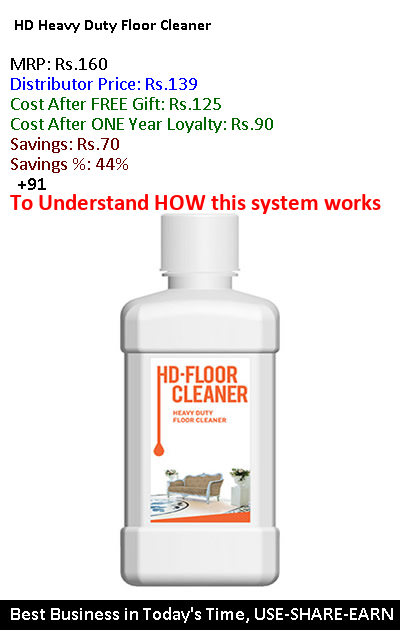 HD Heavy Duty Floor Cleaner
MRP: Rs.160
Distributor Price: Rs.139
Cost After FREE Gift: Rs.125
Cost After ONE Year Loyalty: Rs.90
Savings: Rs.70
Savings %: 44%
+91
To Understand HOW this system works
HD-FLOOR
CLEANER
HEAVY DUTY
FLOOR CLEANER
Best Business in Today's Time, USE-SHARE-EARN